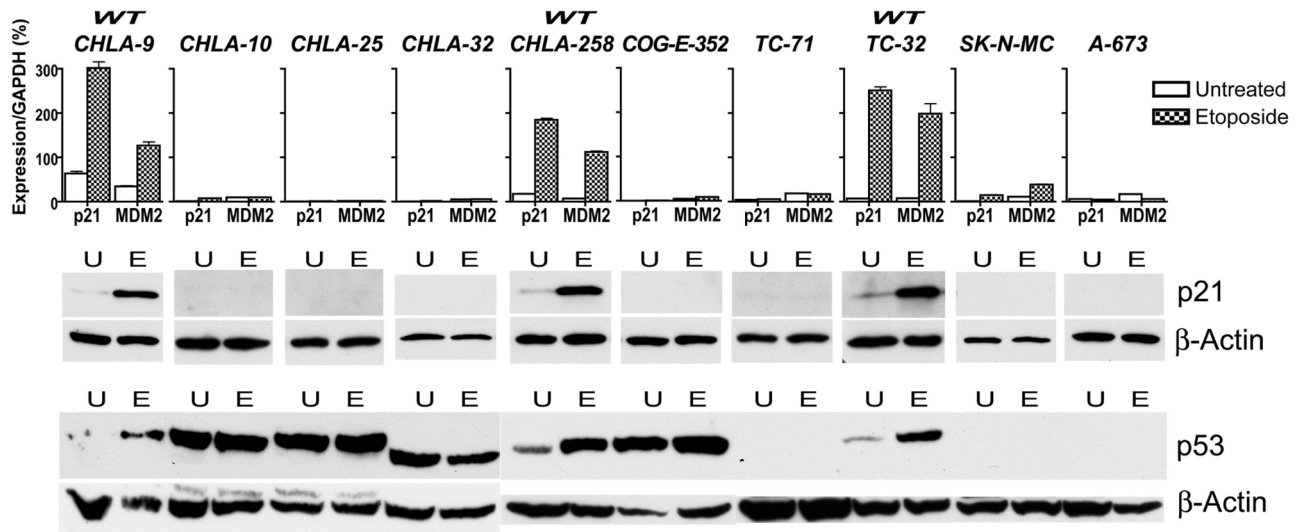 WT WT WT
CHLA-9 CHLA-10 CHLA-25 CHLA-32 CHLA-258 COG-E-352 TC-71 TC-32 SK-N-MC A-673
Expression/GAPDH (%)
300
200
100
0
Untreated
Etoposide
p21 MDM2 p21 MDM2 p21 MDM2 p21 MDM2 p21 MDM2 p21 MDM2 p21 MDM2 p21 MDM2 p21 MDM2 p21 MDM2
U E U E U E U E U E U E U E U E U E U E
p21
β-Actin
U E U E U E U E U E U E U E U E U E U E
p53
β-Actin